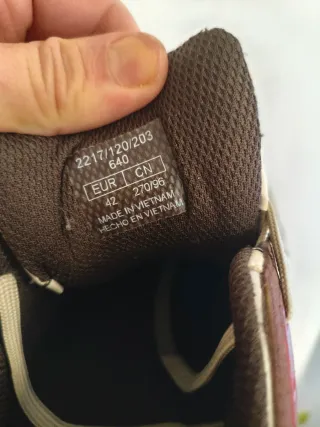 2217/120/203
640
EUR CN
42 270/96
MADE IN VIETNAM
HECHO EN VIETNAM